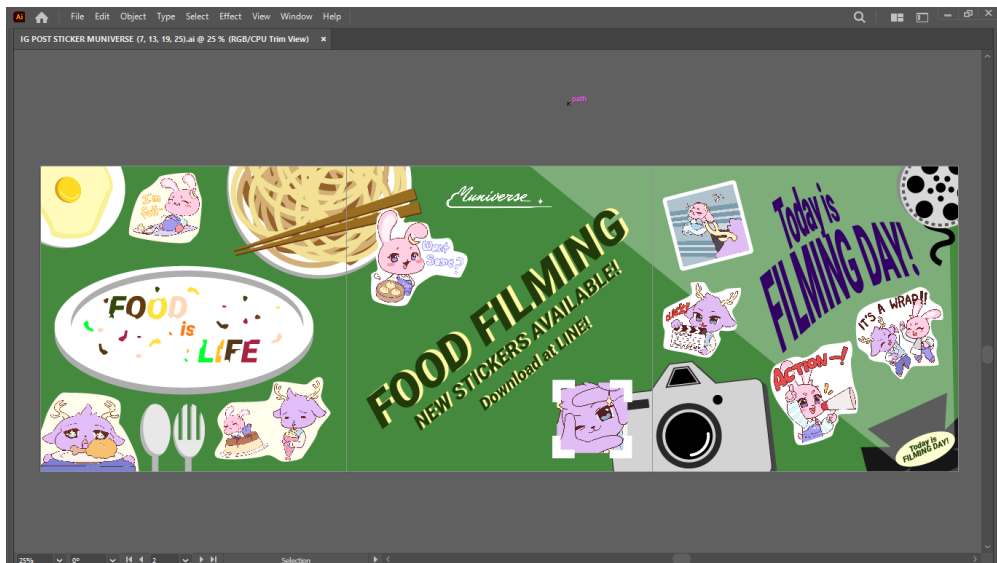 Ai File Edit Object Type Select Effect View Window Help
IG POST STICKER MUNIVERSE (7, 13, 19, 25).ai @ 25 % (RGB/CPU Trim View) ×
path
I'm
full~
Muniverse
Want
Some?
FOOD
is
LIFE
FOOD FILMING
NEW STICKERS AVAILABLE!!
Download at LINE!
Today is
FILMING DAY!
IT'S A WRAP!!
ACTION~!
Today is
FILMING DAY!
25% 0° 2 Selection